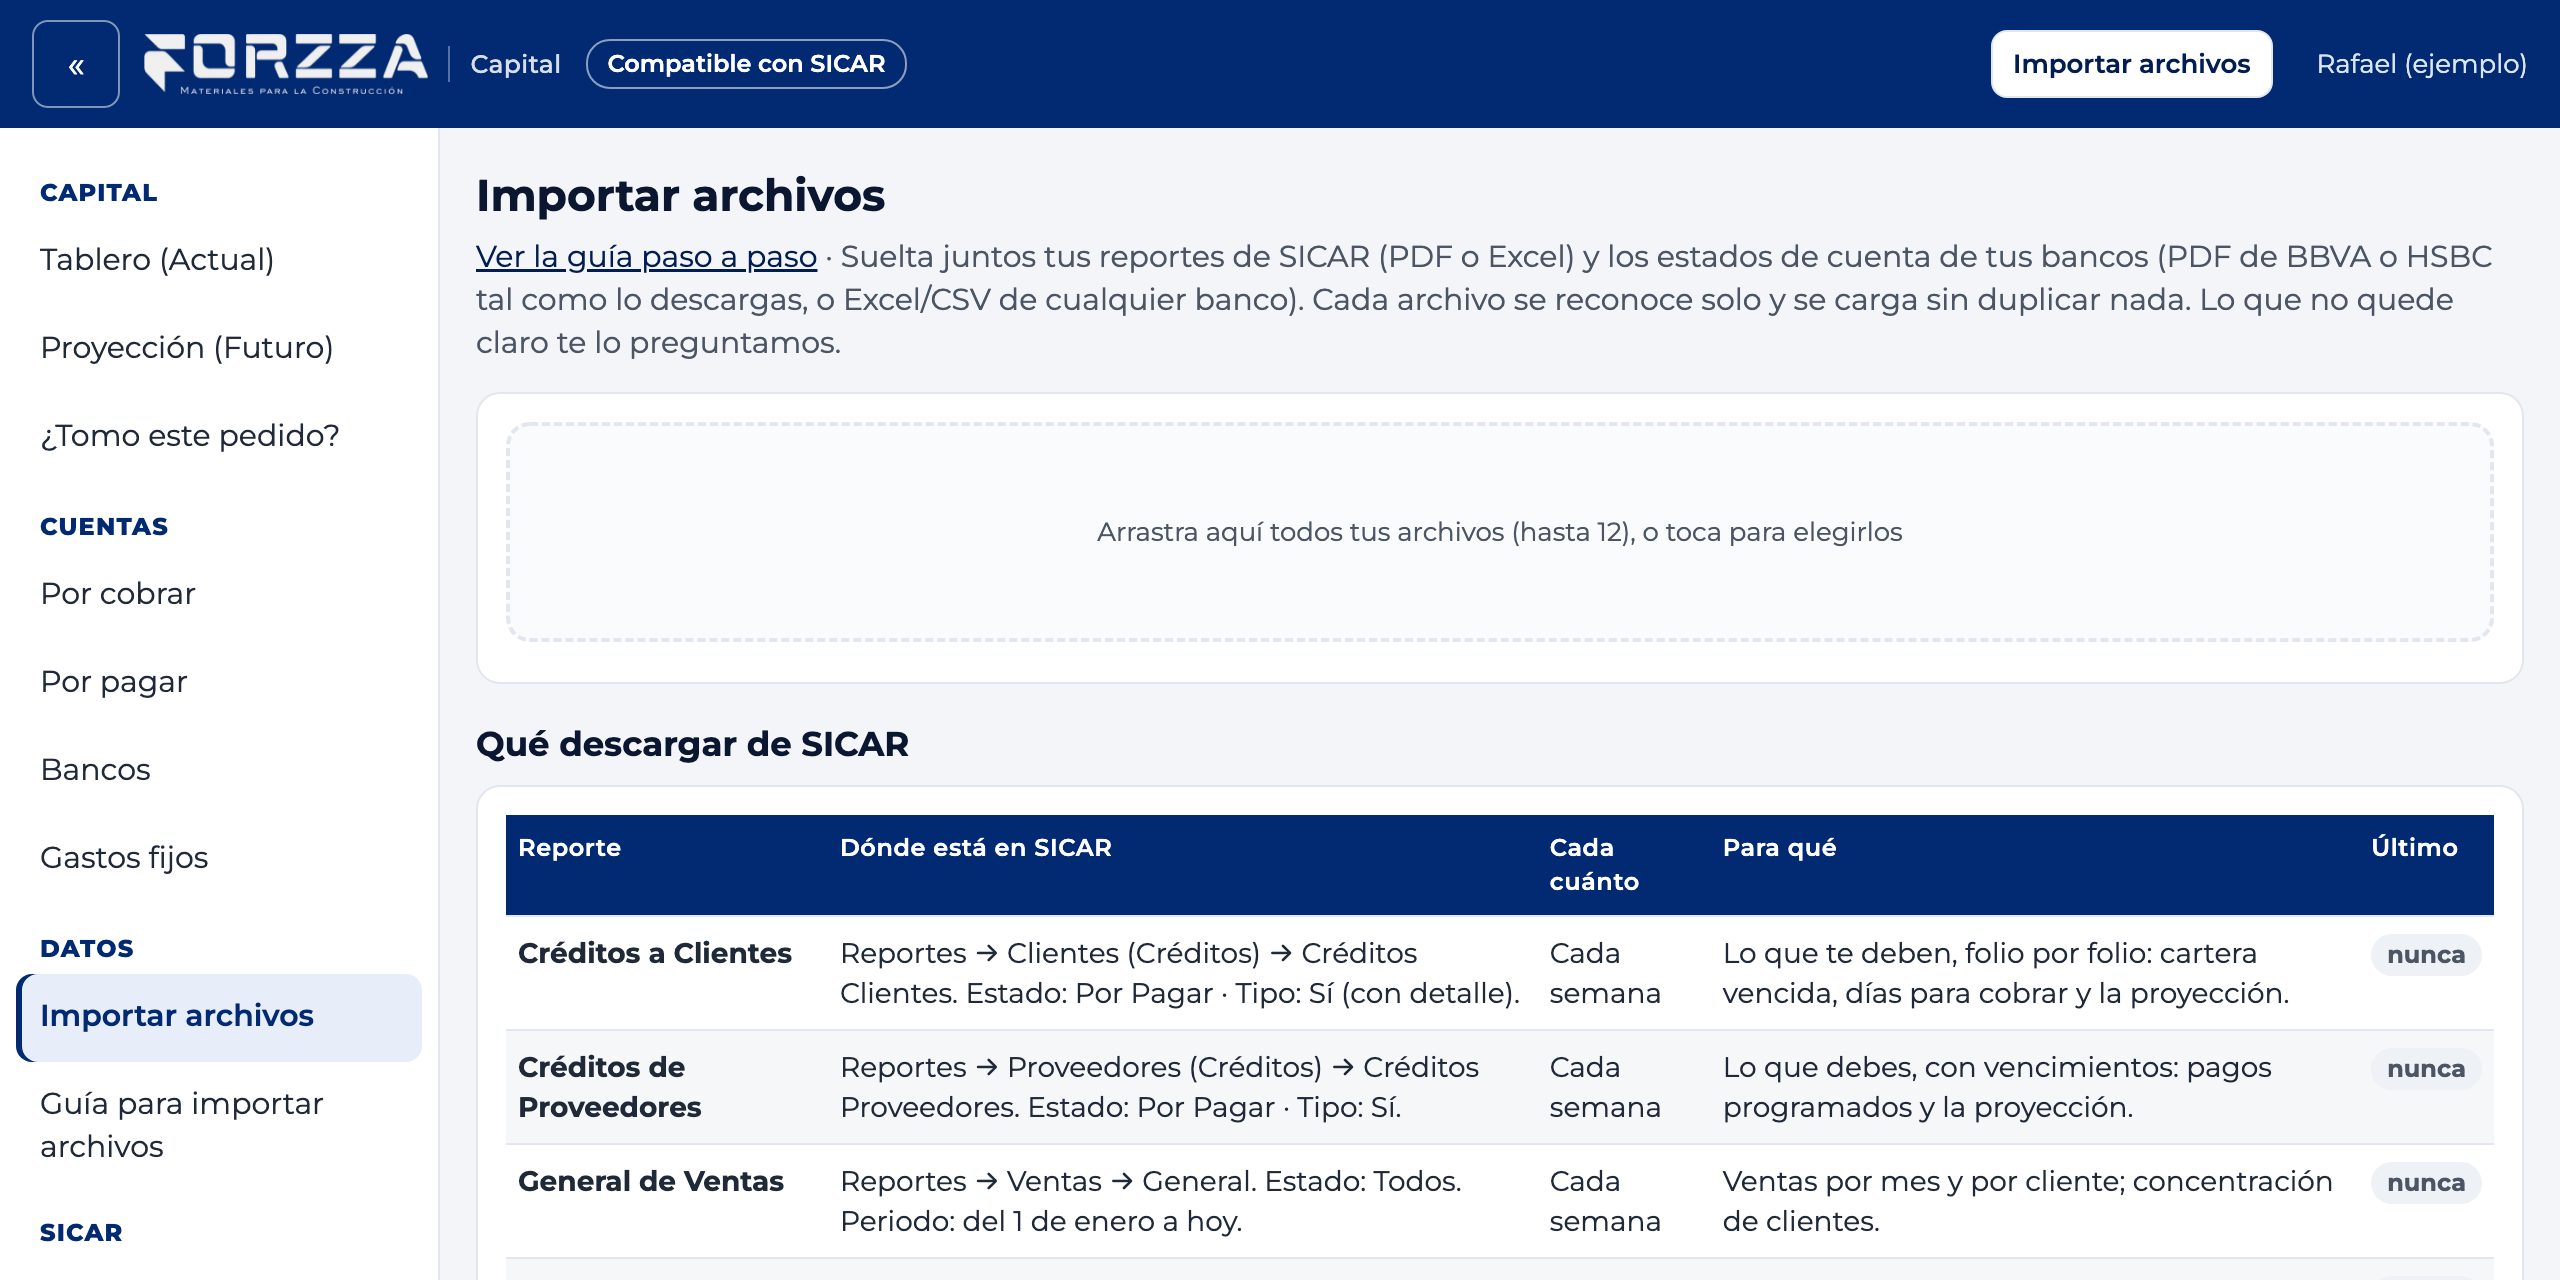 «
FORZZA
Materiales para la Construcción
Capital
Compatible con SICAR
Importar archivos
Rafael (ejemplo)
CAPITAL
Tablero (Actual)
Proyección (Futuro)
¿Tomo este pedido?
CUENTAS
Por cobrar
Por pagar
Bancos
Gastos fijos
DATOS
Importar archivos
Guía para importar
archivos
SICAR
Importar archivos
Ver la guía paso a paso · Suelta juntos tus reportes de SICAR (PDF o Excel) y los estados de cuenta de tus bancos (PDF de BBVA o HSBC
tal como lo descargas, o Excel/CSV de cualquier banco). Cada archivo se reconoce solo y se carga sin duplicar nada. Lo que no quede
claro te lo preguntamos.
Arrastra aquí todos tus archivos (hasta 12), o toca para elegirlos
Qué descargar de SICAR
Reporte
Dónde está en SICAR
Cada
cuánto
Para qué
Último
Créditos a Clientes
Reportes → Clientes (Créditos) → Créditos
Clientes. Estado: Por Pagar · Tipo: Sí (con detalle).
Cada
semana
Lo que te deben, folio por folio: cartera
vencida, días para cobrar y la proyección.
nunca
Créditos de
Proveedores
Reportes → Proveedores (Créditos) → Créditos
Proveedores. Estado: Por Pagar · Tipo: Sí.
Cada
semana
Lo que debes, con vencimientos: pagos
programados y la proyección.
nunca
General de Ventas
Reportes → Ventas → General. Estado: Todos.
Periodo: del 1 de enero a hoy.
Cada
semana
Ventas por mes y por cliente; concentración
de clientes.
nunca